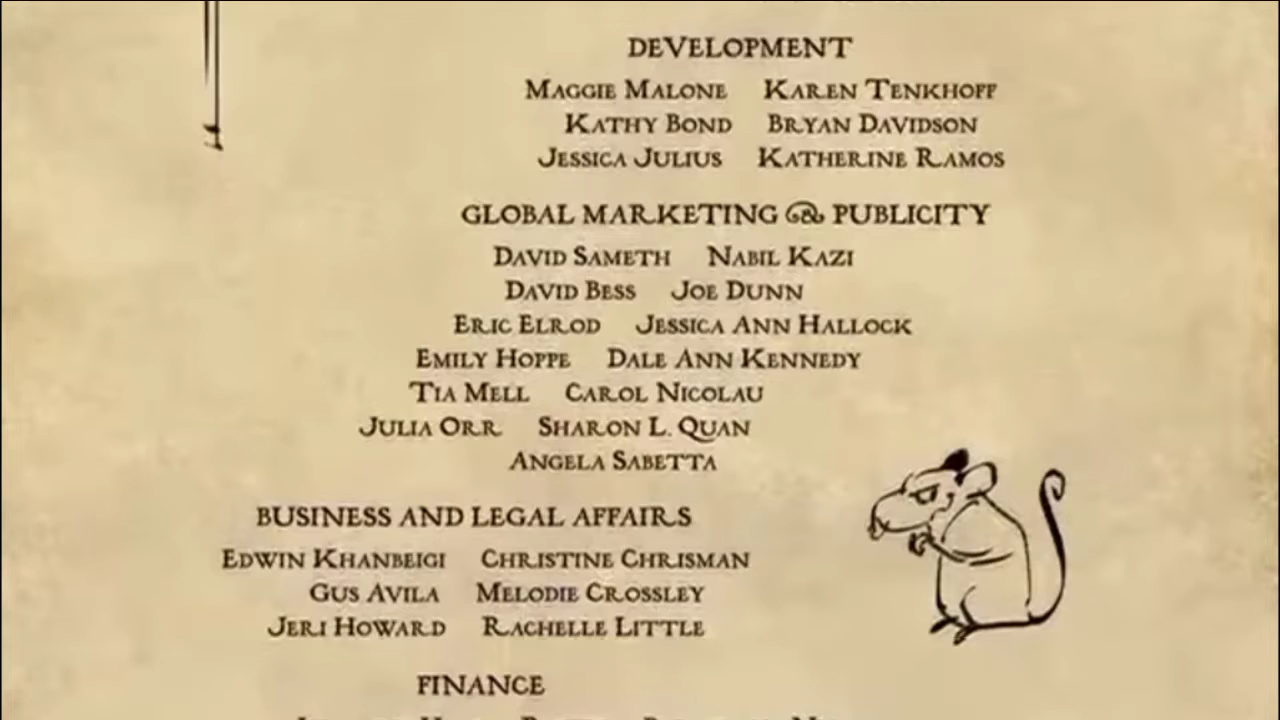 DEVELOPMENT
MAGGIE MALONE KAREN TENKHOFF
KATHY BOND BRYAN DAVIDSON
JESSICA JULIUS KATHERINE RAMOS
GLOBAL MARKETING & PUBLICITY
DAVID SAMETH NABIL KAZI
DAVID BESS JOE DUNN
ERIC ELROD JESSICA ANN HALLOCK
EMILY HOPPE DALE ANN KENNEDY
TIA MELL CAROL NICOLAU
JULIA ORR SHARON L. QUAN
ANGELA SABETTA
BUSINESS AND LEGAL AFFAIRS
EDWIN KHANBEIGI CHRISTINE CHRISMAN
GUS AVILA MELODIE CROSSLEY
JERI HOWARD RACHELLE LITTLE
FINANCE